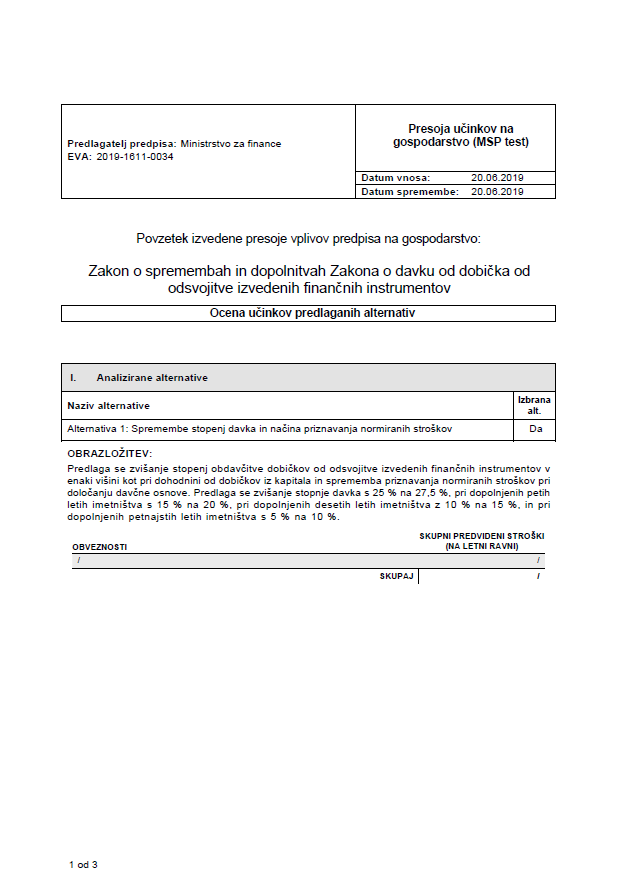 Predlagatelj predpisa: Ministrstvo za finance
EVA: 2019-1611-0034
Presoja učinkov na
gospodarstvo (MSP test)
Datum vnosa: 20.06.2019
Datum spremembe: 20.06.2019
Povzetek izvedene presoje vplivov predpisa na gospodarstvo:
Zakon o spremembah in dopolnitvah Zakona o davku od dobička od
odsvojitve izvedenih finančnih instrumentov
Ocena učinkov predlaganih alternativ
I. Analizirane alternative
Naziv alternative
Izbrana
alt.
Alternativa 1: Spremembe stopenj davka in načina priznavanja normiranih stroškov Da
OBRAZLOŽITEV:
Predlaga se zvišanje stopenj obdavčitve dobičkov od odsvojitve izvedenih finančnih instrumentov v
enaki višini kot pri dohodnini od dobičkov iz kapitala in sprememba priznavanja normiranih stroškov pri
določanju davčne osnove. Predlaga se zvišanje stopnje davka s 25 % na 27,5 %, pri dopolnjenih petih
letih imetništva s 15 % na 20 %, pri dopolnjenih desetih letih imetništva z 10 % na 15 %, in pri
dopolnjenih petnajstih letih imetništva s 5 % na 10 %.
OBVEZNOSTI
SKUPNI PREDVIDENI STROŠKI
(NA LETNI RAVNI)
/ /
SKUPAJ /
1 od 3